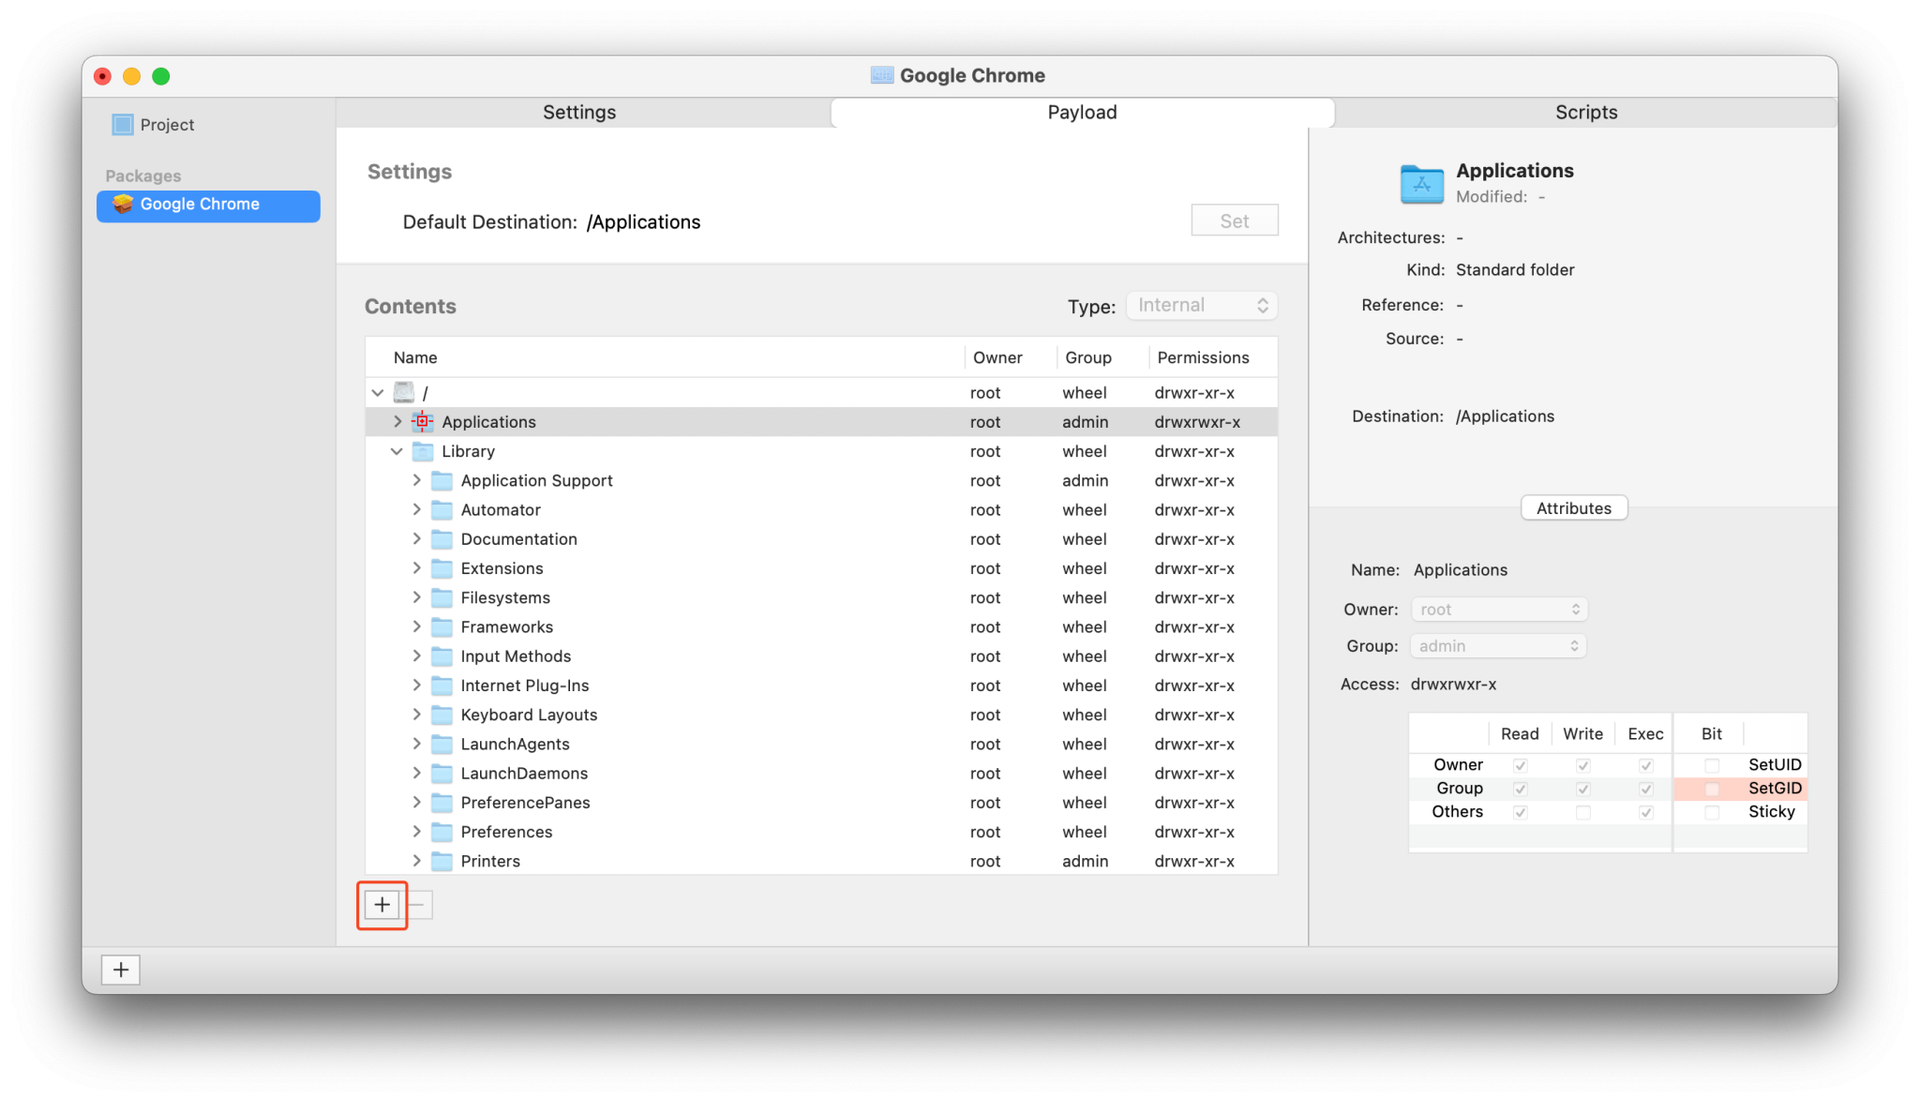 Google Chrome
Project
Packages
Google Chrome
Settings
Payload
Scripts
Settings
Default Destination: /Applications
Set
Contents
Type: Internal
Name Owner Group Permissions
/ root wheel drwxr-xr-x
Applications root admin drwxrwxr-x
Library root wheel drwxr-xr-x
Application Support root admin drwxr-xr-x
Automator root wheel drwxr-xr-x
Documentation root wheel drwxr-xr-x
Extensions root wheel drwxr-xr-x
Filesystems root wheel drwxr-xr-x
Frameworks root wheel drwxr-xr-x
Input Methods root wheel drwxr-xr-x
Internet Plug-Ins root wheel drwxr-xr-x
Keyboard Layouts root wheel drwxr-xr-x
LaunchAgents root wheel drwxr-xr-x
LaunchDaemons root wheel drwxr-xr-x
PreferencePanes root wheel drwxr-xr-x
Preferences root wheel drwxr-xr-x
Printers root admin drwxr-xr-x
Applications
Modified: -
Architectures: -
Kind: Standard folder
Reference: -
Source: -
Destination: /Applications
Attributes
Name: Applications
Owner: root
Group: admin
Access: drwxrwxr-x
Read Write Exec Bit
Owner SetUID
Group SetGID
Others Sticky